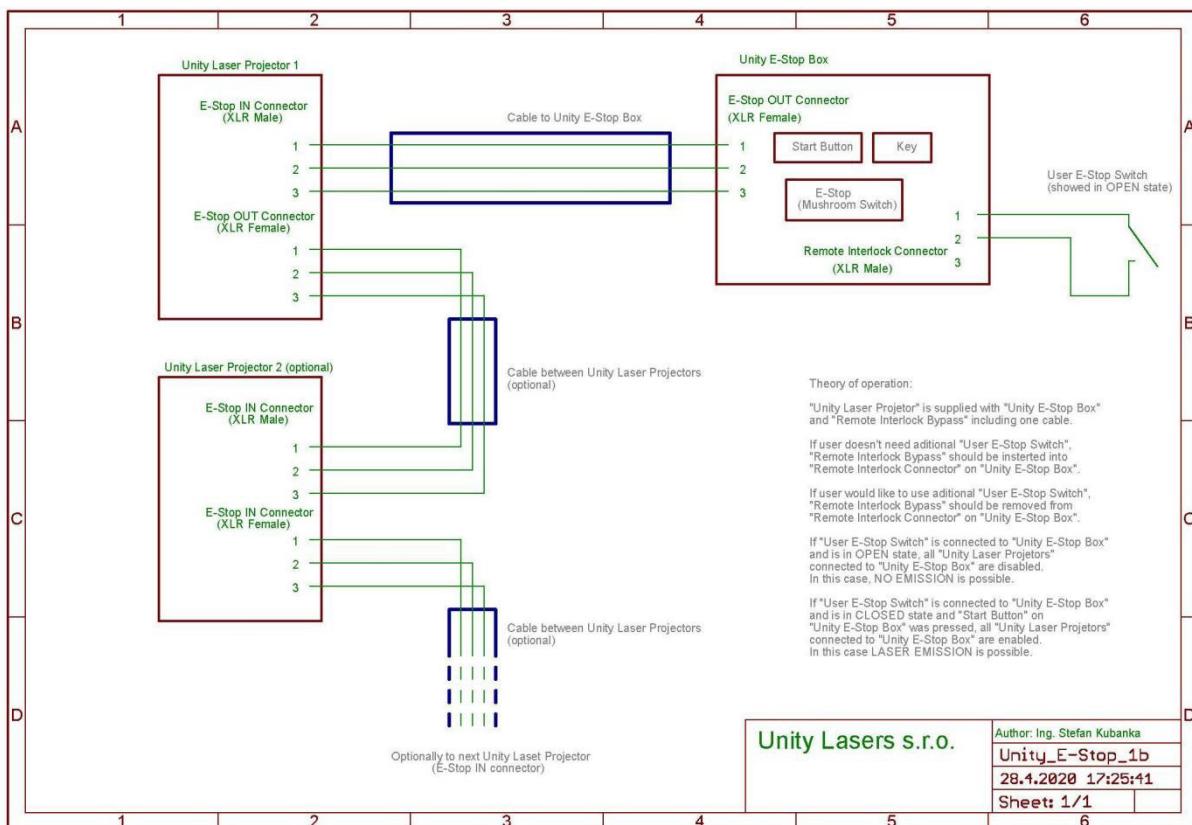 1 2 3 4 5 6
Unity Laser Projector 1
E-Stop IN Connector
(XLR Male)
1
2
3
E-Stop OUT Connector
(XLR Female)
1
2
3
Cable to Unity E-Stop Box
Unity E-Stop Box
E-Stop OUT Connector
(XLR Female)
1
2
3
Start Button
Key
E-Stop
(Mushroom Switch)
Remote Interlock Connector
(XLR Male)
1
2
3
User E-Stop Switch
(showed in OPEN state)
A A
B B
C C
D D
Cable between Unity Laser Projectors
(optional)
Unity Laser Projector 2 (optional)
E-Stop IN Connector
(XLR Male)
1
2
3
E-Stop IN Connector
(XLR Female)
1
2
3
Cable between Unity Laser Projectors
(optional)
Optionally to next Unity Laset Projector
(E-Stop IN connector)
Theory of operation:
"Unity Laser Projetor" is supplied with "Unity E-Stop Box"
and "Remote Interlock Bypass" including one cable.
If user doesn't need aditional "User E-Stop Switch",
"Remote Interlock Bypass" should be insterted into
"Remote Interlock Connector" on "Unity E-Stop Box".
If user would like to use aditional "User E-Stop Switch",
"Remote Interlock Bypass" should be removed from
"Remote Interlock Connector" on "Unity E-Stop Box".
If "User E-Stop Switch" is connected to "Unity E-Stop Box"
and is in OPEN state, all "Unity Laser Projetors"
connected to "Unity E-Stop Box" are disabled.
In this case, NO EMISSION is possible.
If "User E-Stop Switch" is connected to "Unity E-Stop Box"
and is in CLOSED state and "Start Button" on
"Unity E-Stop Box" was pressed, all "Unity Laser Projetors"
connected to "Unity E-Stop Box" are enabled.
In this case LASER EMISSION is possible.
Unity Lasers s.r.o.
Author: Ing. Stefan Kubanka
Unity_E-Stop_1b
28.4.2020 17:25:41
Sheet: 1/1
1 2 3 4 5 6